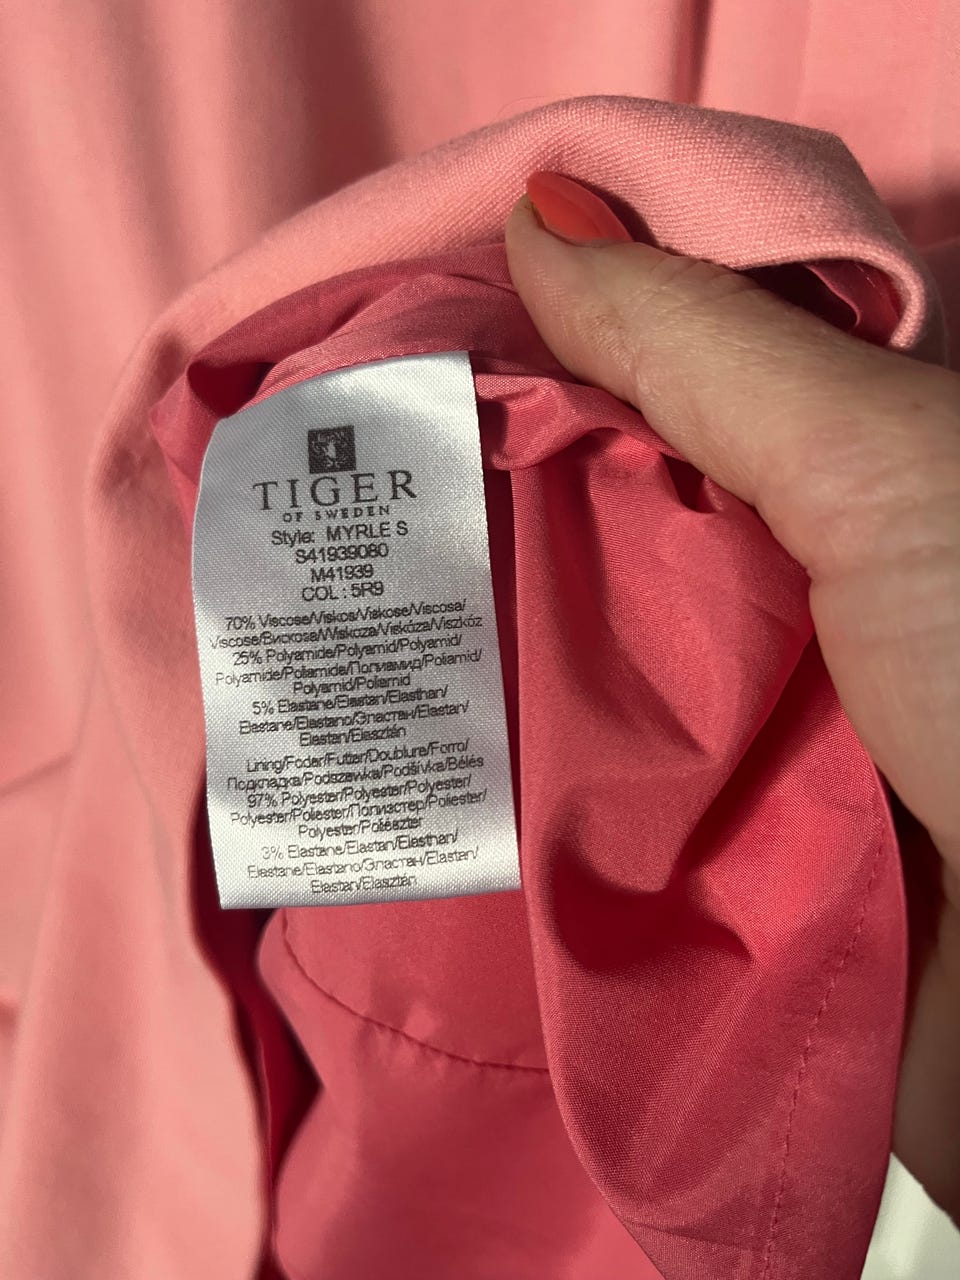 TIGER
OF SWEDEN
Style: MYRLE S
S41939080
M41939
COL : 5R9
70% Viscose/Viskos/Viskose/Viscosa/
Viscose/Вискоза/Wiskoza/Viskóza/Viszkóz
25% Polyamide/Polyamid/Polyamid/
Polyamide/Poliamide/Полиамид/Poliamid/
Polyamid/Poliamid
5% Elastane/Elastan/Elasthan/
Elastane/Elastano/Эластан/Elastan/
Elastan/Elasztán
Lining/Foder/Futter/Doublure/Forro/
Подкладка/Podszewka/Podšívka/Bélés
97% Polyester/Polyester/Polyester/
Polyester/Poliester/Полиэстер/Poliester/
Polyester/Poliészter
3% Elastane/Elastan/Elasthan/
Elastane/Elastano/Эластан/Elastan/
Elastan/Elasztán